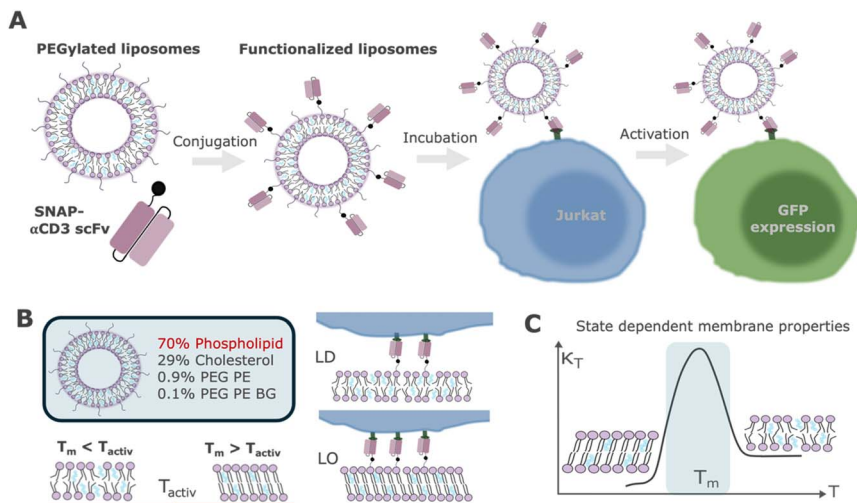 A
PEGylated liposomes
Functionalized liposomes
Conjugation
Incubation
Activation
SNAP-
αCD3 scFv
Jurkat
GFP
expression
B
70% Phospholipid
29% Cholesterol
0.9% PEG PE
0.1% PEG PE BG
Tm < Tactiv
Tm > Tactiv
Tactiv
LD
LO
C
State dependent membrane properties
KT
Tm
T